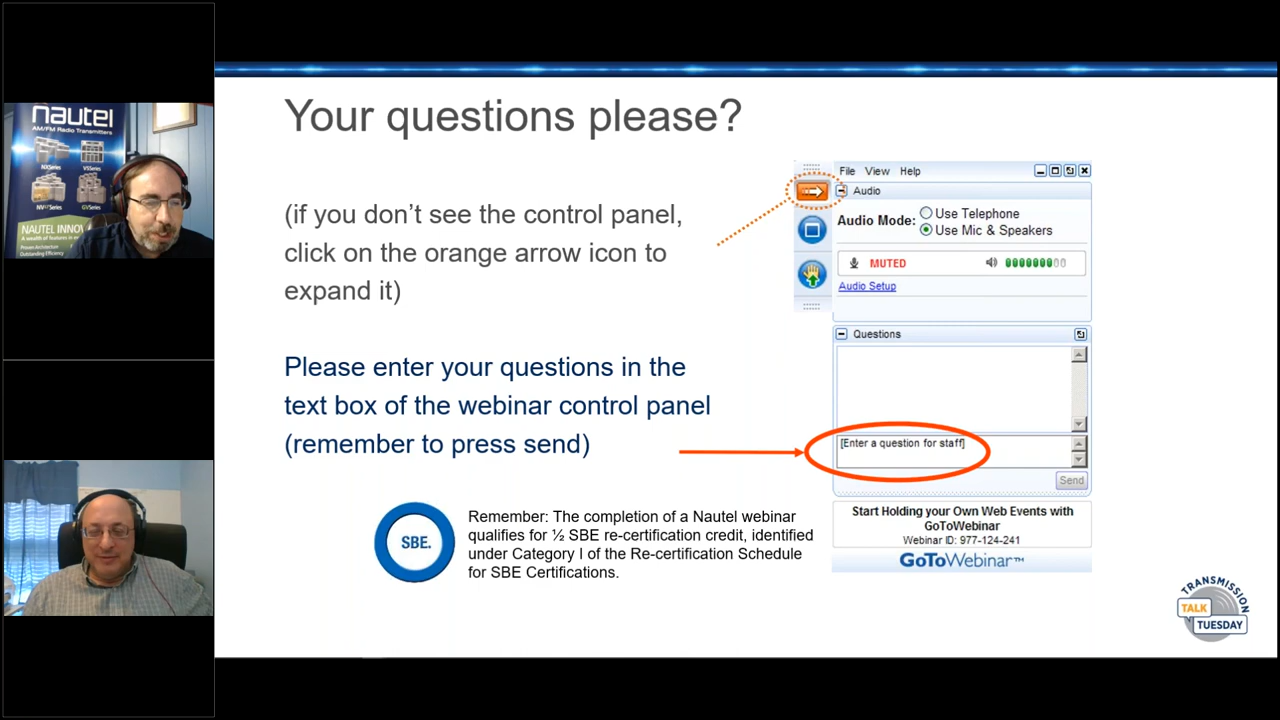 nautel
AM/FM Radio Transmitters
NXSeries
VSSeries
GVSeries
NAUTEL INNOV
Your questions please?
(if you don’t see the control panel,
click on the orange arrow icon to
expand it)
Please enter your questions in the
text box of the webinar control panel
(remember to press send)
SBE.
Remember: The completion of a Nautel webinar
qualifies for ½ SBE re-certification credit, identified
under Category I of the Re-certification Schedule
for SBE Certifications.
File View Help
Audio
Audio Mode:
Use Telephone
Use Mic & Speakers
MUTED
Audio Setup
Questions
[Enter a question for staff]
Send
Start Holding your Own Web Events with
GoToWebinar
Webinar ID: 977-124-241
GoToWebinar™
TRANSMISSION
TALK
TUESDAY